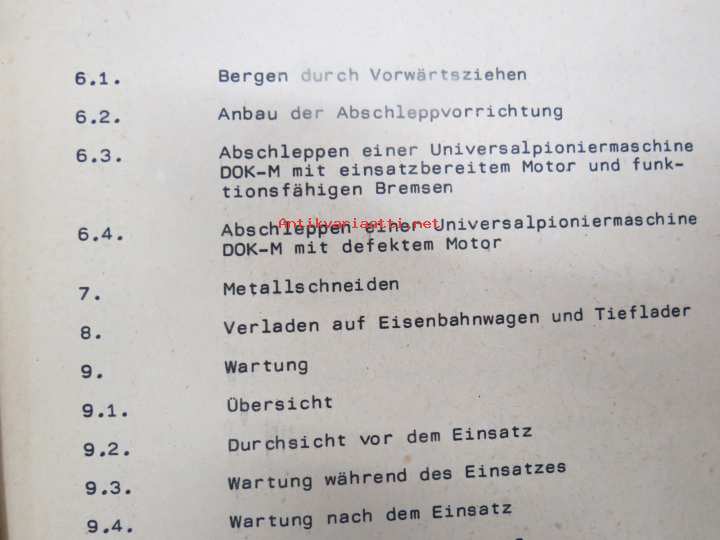 6.1. Bergen durch Vorwärtsziehen
6.2. Anbau der Abschleppvorrichtung
6.3. Abschleppen einer Universalpioniermaschine
DOK-M mit einsatzbereitem Motor und funk-
tionsfähigen Bremsen
Antikvariaatti.net
6.4. Abschleppen einer Universalpioniermaschine
DOK-M mit defektem Motor
7. Metallschneiden
8. Verladen auf Eisenbahnwagen und Tieflader
9. Wartung
9.1. Übersicht
9.2. Durchsicht vor dem Einsatz
9.3. Wartung während des Einsatzes
9.4. Wartung nach dem Einsatz